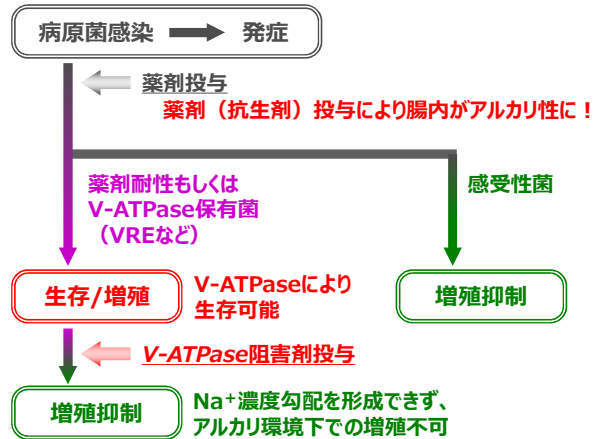 病原菌感染 発症
薬剤投与
薬剤（抗生剤）投与により腸内がアルカリ性に！
薬剤耐性もしくは
V-ATPase保有菌
（VREなど）
感受性菌
生存/増殖
V-ATPaseにより
生存可能
増殖抑制
V-ATPase阻害剤投与
増殖抑制
Na⁺濃度勾配を形成できず、
アルカリ環境下での増殖不可